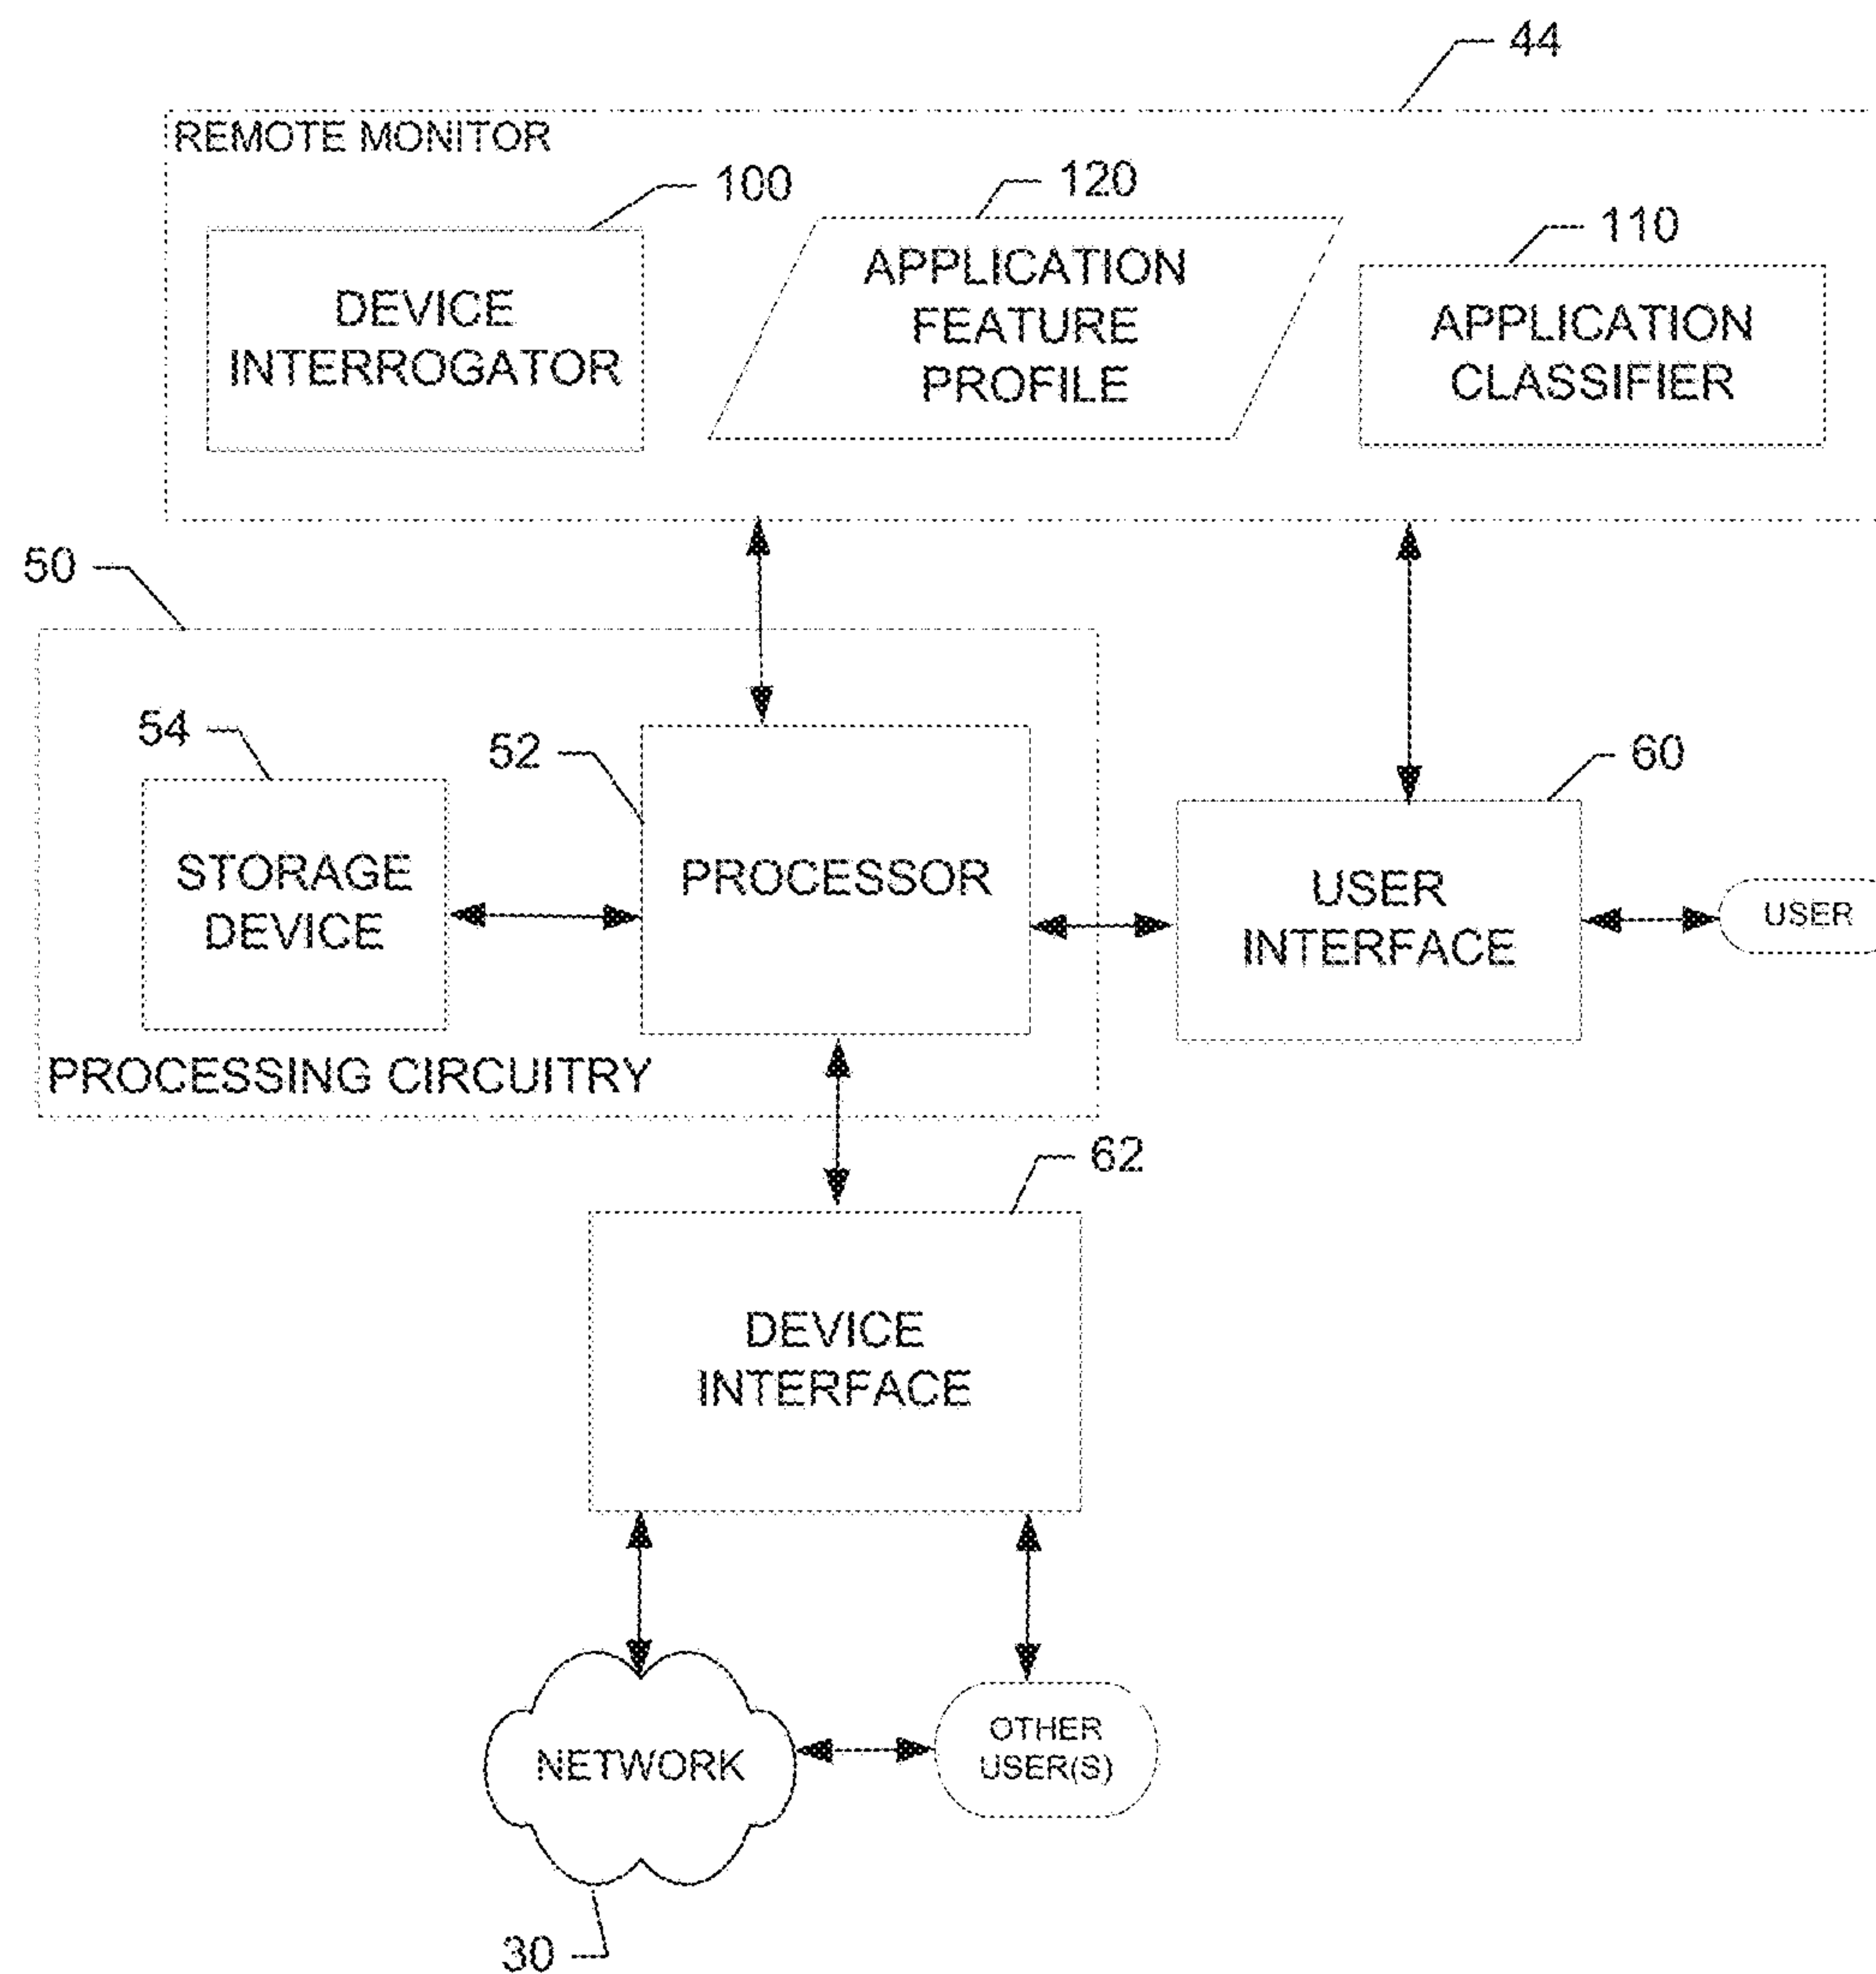 44
REMOTE MONITOR
100
120
110
DEVICE
INTERROGATOR
APPLICATION
FEATURE
PROFILE
APPLICATION
CLASSIFIER
50
54
52
60
STORAGE
DEVICE
PROCESSOR
USER
INTERFACE
USER
PROCESSING CIRCUITRY
62
DEVICE
INTERFACE
NETWORK
OTHER
USER(S)
30